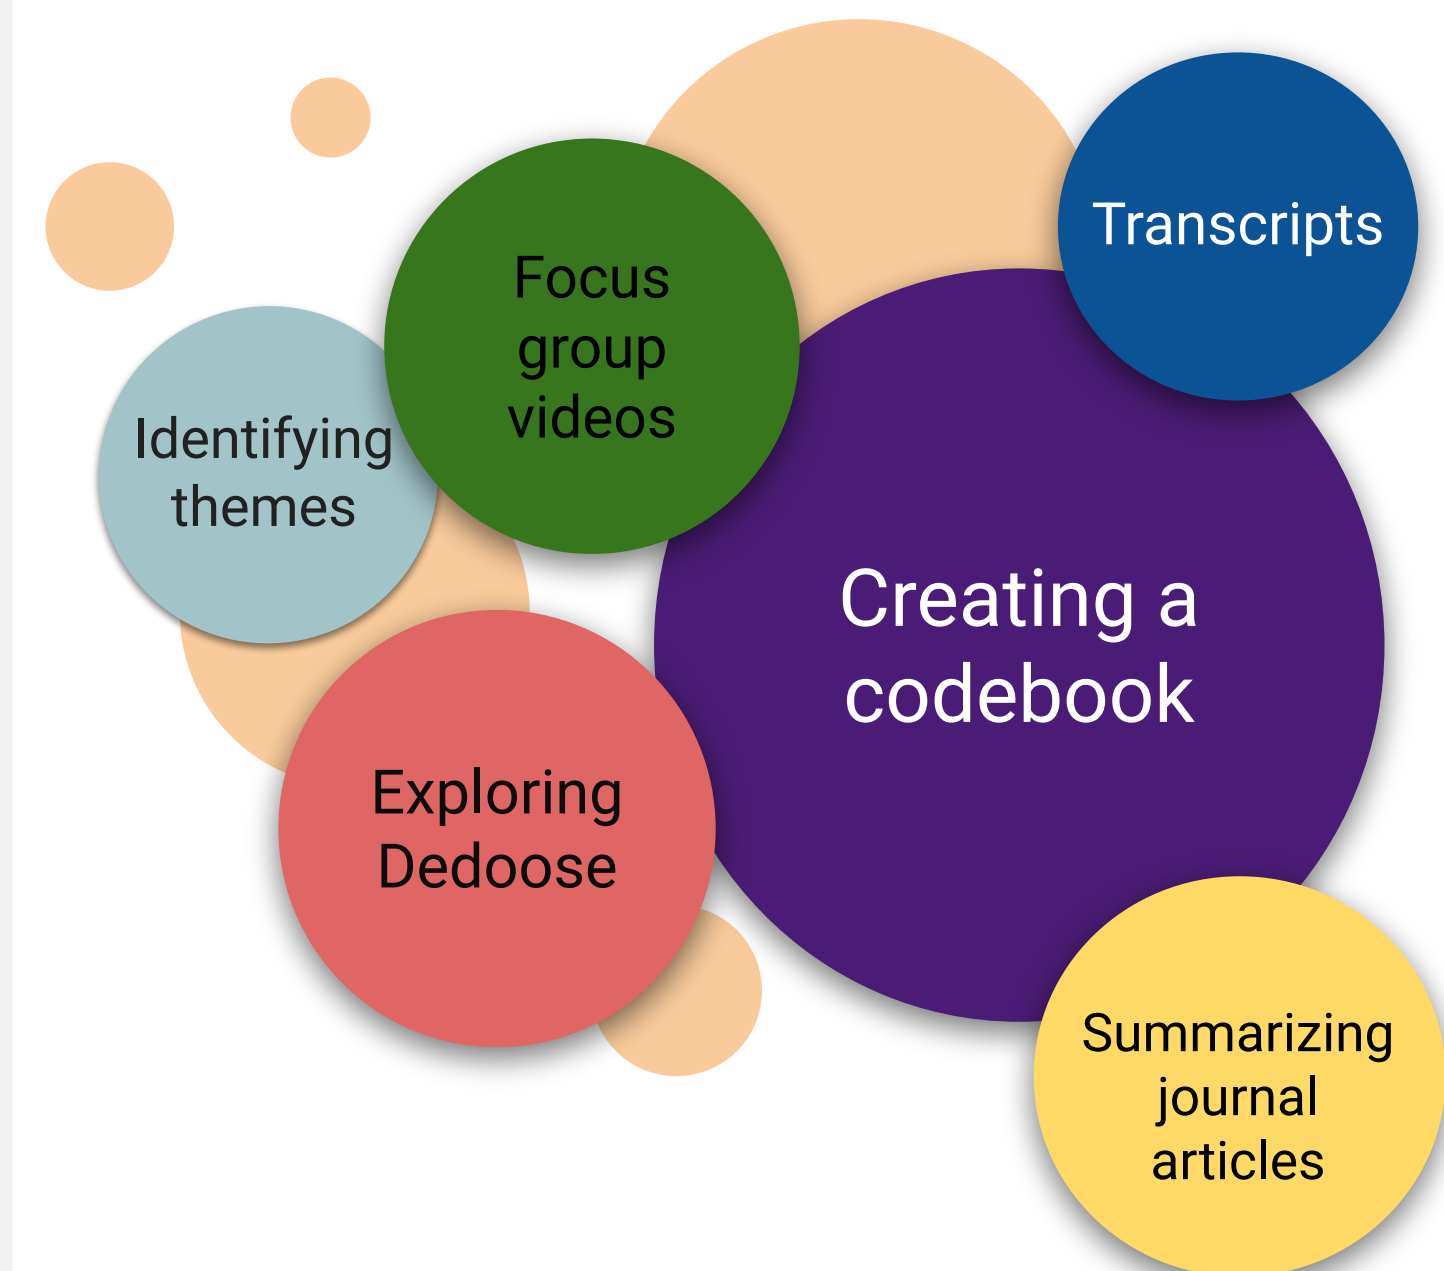 Transcripts
Focus
group
videos
Identifying
themes
Creating a
codebook
Exploring
Dedoose
Summarizing
journal
articles